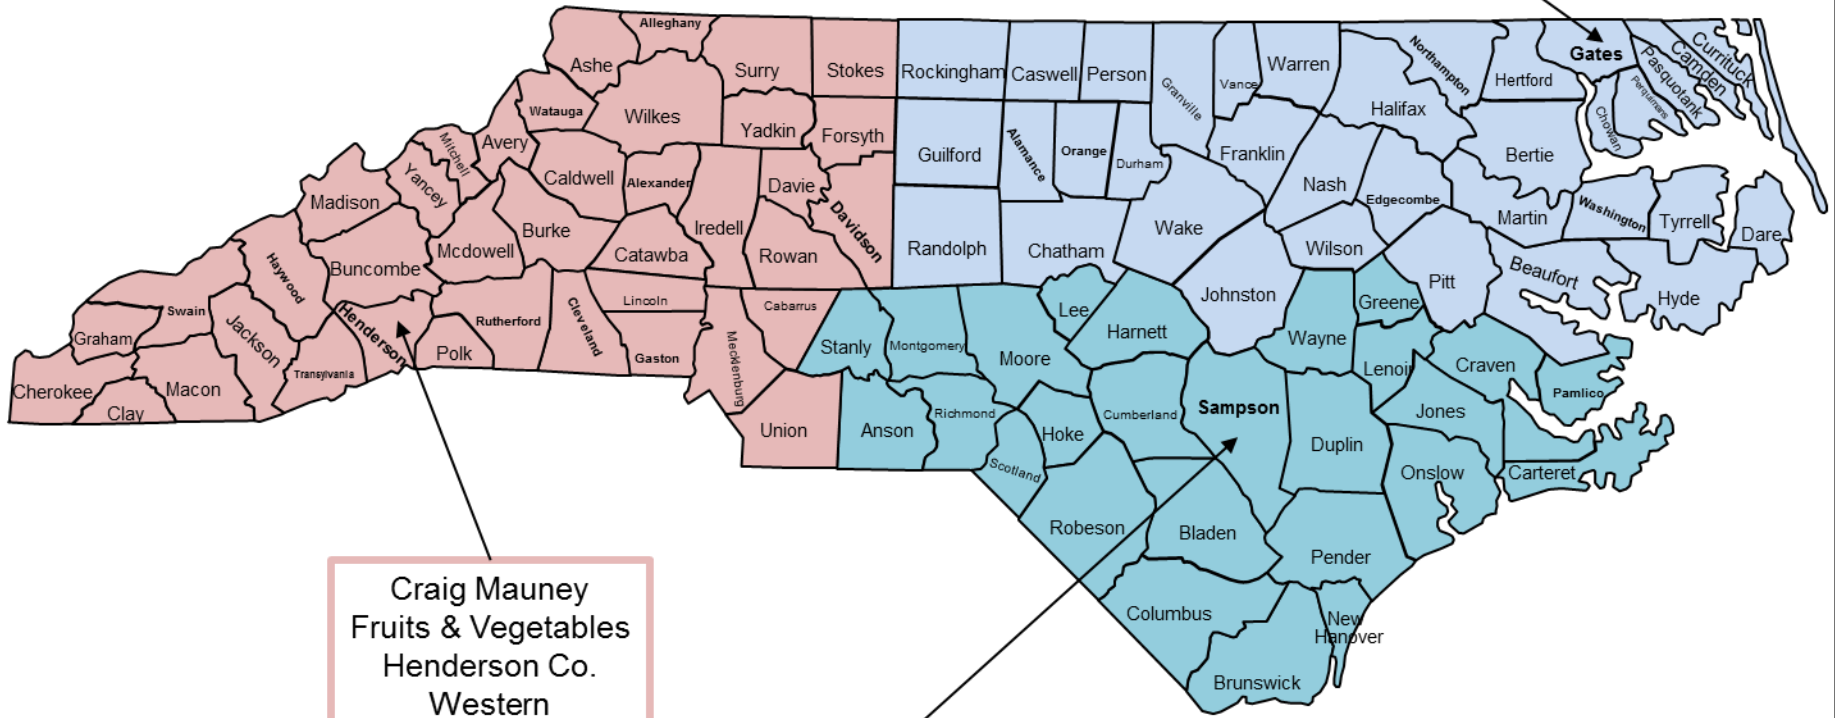 Alleghany
Ashe
Surry
Stokes
Rockingham
Caswell
Person
Granville
Vance
Warren
Northampton
Hertford
Gates
Currituck
Camden
Pasquotank
Perquimans
Chowan
Watauga
Wilkes
Yadkin
Forsyth
Guilford
Alamance
Orange
Durham
Franklin
Halifax
Bertie
Mitchell
Avery
Caldwell
Alexander
Davie
Davidson
Nash
Edgecombe
Martin
Washington
Tyrrell
Dare
Madison
Yancey
Mcdowell
Burke
Catawba
Iredell
Rowan
Randolph
Chatham
Wake
Wilson
Pitt
Beaufort
Hyde
Haywood
Buncombe
Lincoln
Cabarrus
Lee
Harnett
Johnston
Wayne
Greene
Swain
Graham
Jackson
Henderson
Rutherford
Cleveland
Polk
Gaston
Mecklenburg
Stanly
Montgomery
Moore
Lenoir
Craven
Pamlico
Cherokee
Clay
Macon
Transylvania
Union
Anson
Richmond
Scotland
Hoke
Cumberland
Sampson
Duplin
Jones
Onslow
Carteret
Robeson
Bladen
Pender
Columbus
New
Hanover
Brunswick
Craig Mauney
Fruits & Vegetables
Henderson Co.
Western